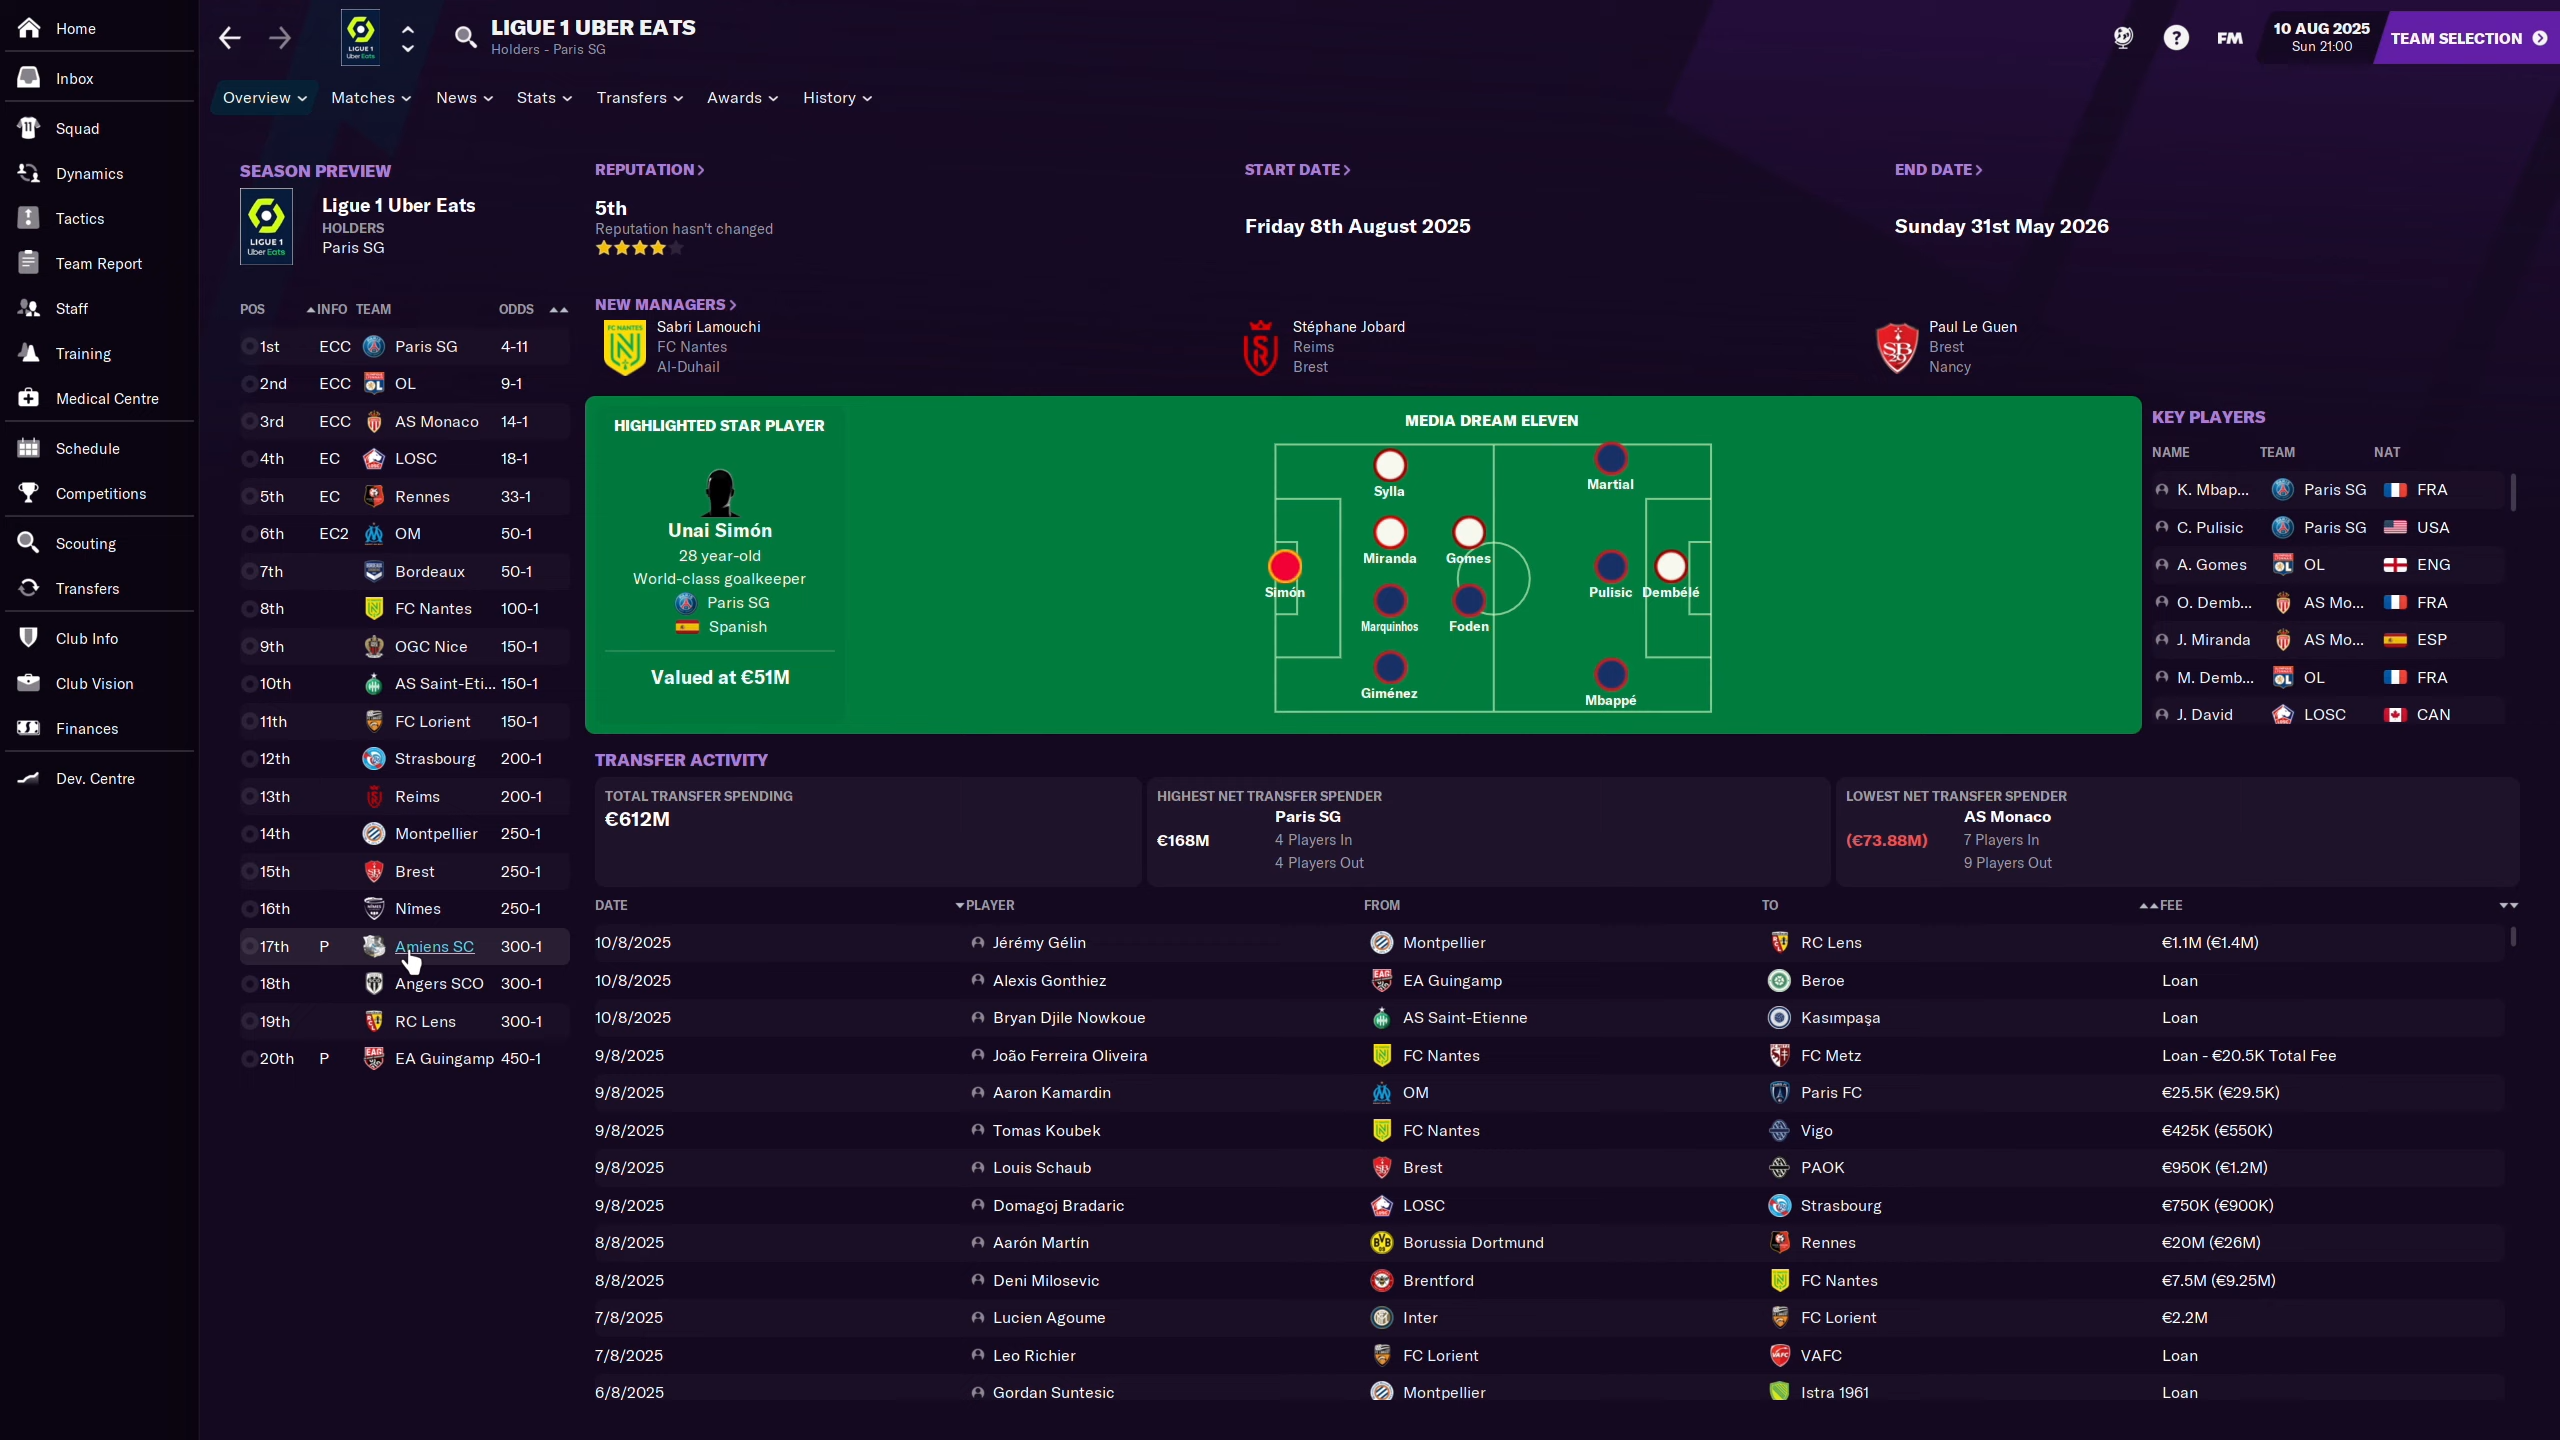 Home
Inbox
Squad
Dynamics
Tactics
Team Report
Staff
Training
Medical Centre
Schedule
Competitions
Scouting
Transfers
Club Info
Club Vision
Finances
Dev. Centre
LIGUE 1 UBER EATS
Holders - Paris SG
FM
10 AUG 2025
Sun 21:00
TEAM SELECTION
Overview Matches News Stats Transfers Awards History
SEASON PREVIEW
LIGUE 1
Uber Eats
Ligue 1 Uber Eats
HOLDERS
Paris SG
REPUTATION
5th
Reputation hasn't changed
START DATE
Friday 8th August 2025
END DATE
Sunday 31st May 2026
POS INFO TEAM ODDS
1st ECC Paris SG 4-11
2nd ECC OL 9-1
3rd ECC AS Monaco 14-1
4th EC LOSC 18-1
5th EC Rennes 33-1
6th EC2 OM 50-1
7th Bordeaux 50-1
8th FC Nantes 100-1
9th OGC Nice 150-1
10th AS Saint-Eti... 150-1
11th FC Lorient 150-1
12th Strasbourg 200-1
13th Reims 200-1
14th Montpellier 250-1
15th Brest 250-1
16th Nîmes 250-1
17th P Amiens SC 300-1
18th Angers SCO 300-1
19th RC Lens 300-1
20th P EA Guingamp 450-1
NEW MANAGERS
Sabri Lamouchi
FC Nantes
Al-Duhail
Stéphane Jobard
Reims
Brest
Paul Le Guen
Brest
Nancy
HIGHLIGHTED STAR PLAYER
Unai Simón
28 year-old
World-class goalkeeper
Paris SG
Spanish
Valued at €51M
MEDIA DREAM ELEVEN
Sylla
Martial
Miranda
Gomes
Simón
Pulisic
Dembélé
Marquinhos
Foden
Giménez
Mbappé
KEY PLAYERS
NAME TEAM NAT
K. Mbap... Paris SG FRA
C. Pulisic Paris SG USA
A. Gomes OL ENG
O. Demb... AS Mo... FRA
J. Miranda AS Mo... ESP
M. Demb... OL FRA
J. David LOSC CAN
TRANSFER ACTIVITY
TOTAL TRANSFER SPENDING
€612M
HIGHEST NET TRANSFER SPENDER
Paris SG
€168M
4 Players In
4 Players Out
LOWEST NET TRANSFER SPENDER
AS Monaco
(€73.88M)
7 Players In
9 Players Out
DATE PLAYER FROM TO FEE
10/8/2025 Jérémy Gélin Montpellier RC Lens €1.1M (€1.4M)
10/8/2025 Alexis Gonthiez EA Guingamp Beroe Loan
10/8/2025 Bryan Djile Nowkoue AS Saint-Etienne Kasımpaşa Loan
9/8/2025 João Ferreira Oliveira FC Nantes FC Metz Loan - €20.5K Total Fee
9/8/2025 Aaron Kamardin OM Paris FC €25.5K (€29.5K)
9/8/2025 Tomas Koubek FC Nantes Vigo €425K (€550K)
9/8/2025 Louis Schaub Brest PAOK €950K (€1.2M)
9/8/2025 Domagoj Bradaric LOSC Strasbourg €750K (€900K)
8/8/2025 Aarón Martín Borussia Dortmund Rennes €20M (€26M)
8/8/2025 Deni Milosevic Brentford FC Nantes €7.5M (€9.25M)
7/8/2025 Lucien Agoume Inter FC Lorient €2.2M
7/8/2025 Leo Richier FC Lorient VAFC Loan
6/8/2025 Gordan Suntesic Montpellier Istra 1961 Loan